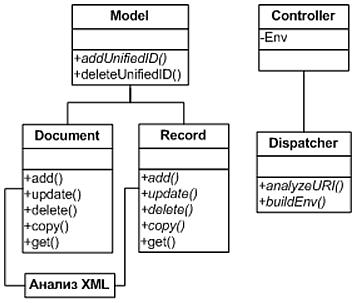 Model
+addUnifiedID()
+deleteUnifiedID()
Controller
-Env
Document
+add()
+update()
+delete()
+copy()
+get()
Record
+add()
+update()
+delete()
+copy()
+get()
Dispatcher
+analyzeURI()
+buildEnv()
Анализ XML